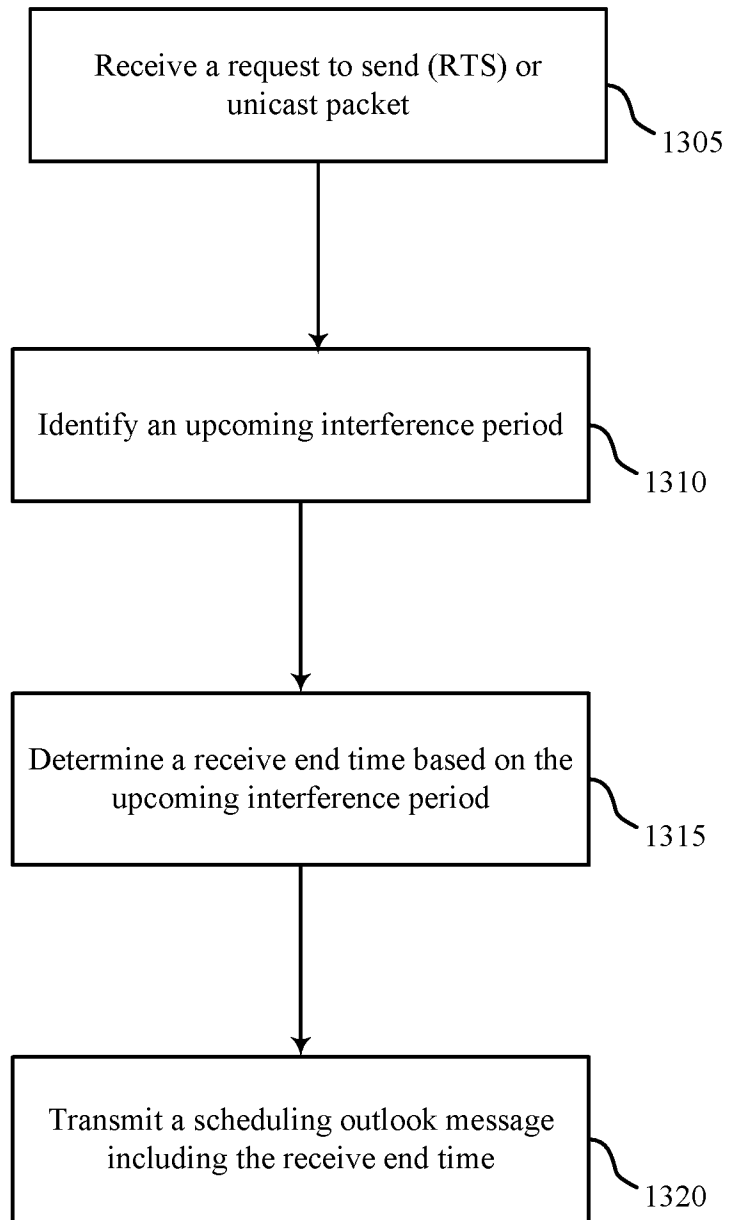 Receive a request to send (RTS) or
unicast packet
1305
Identify an upcoming interference period
1310
Determine a receive end time based on the
upcoming interference period
1315
Transmit a scheduling outlook message
including the receive end time
1320